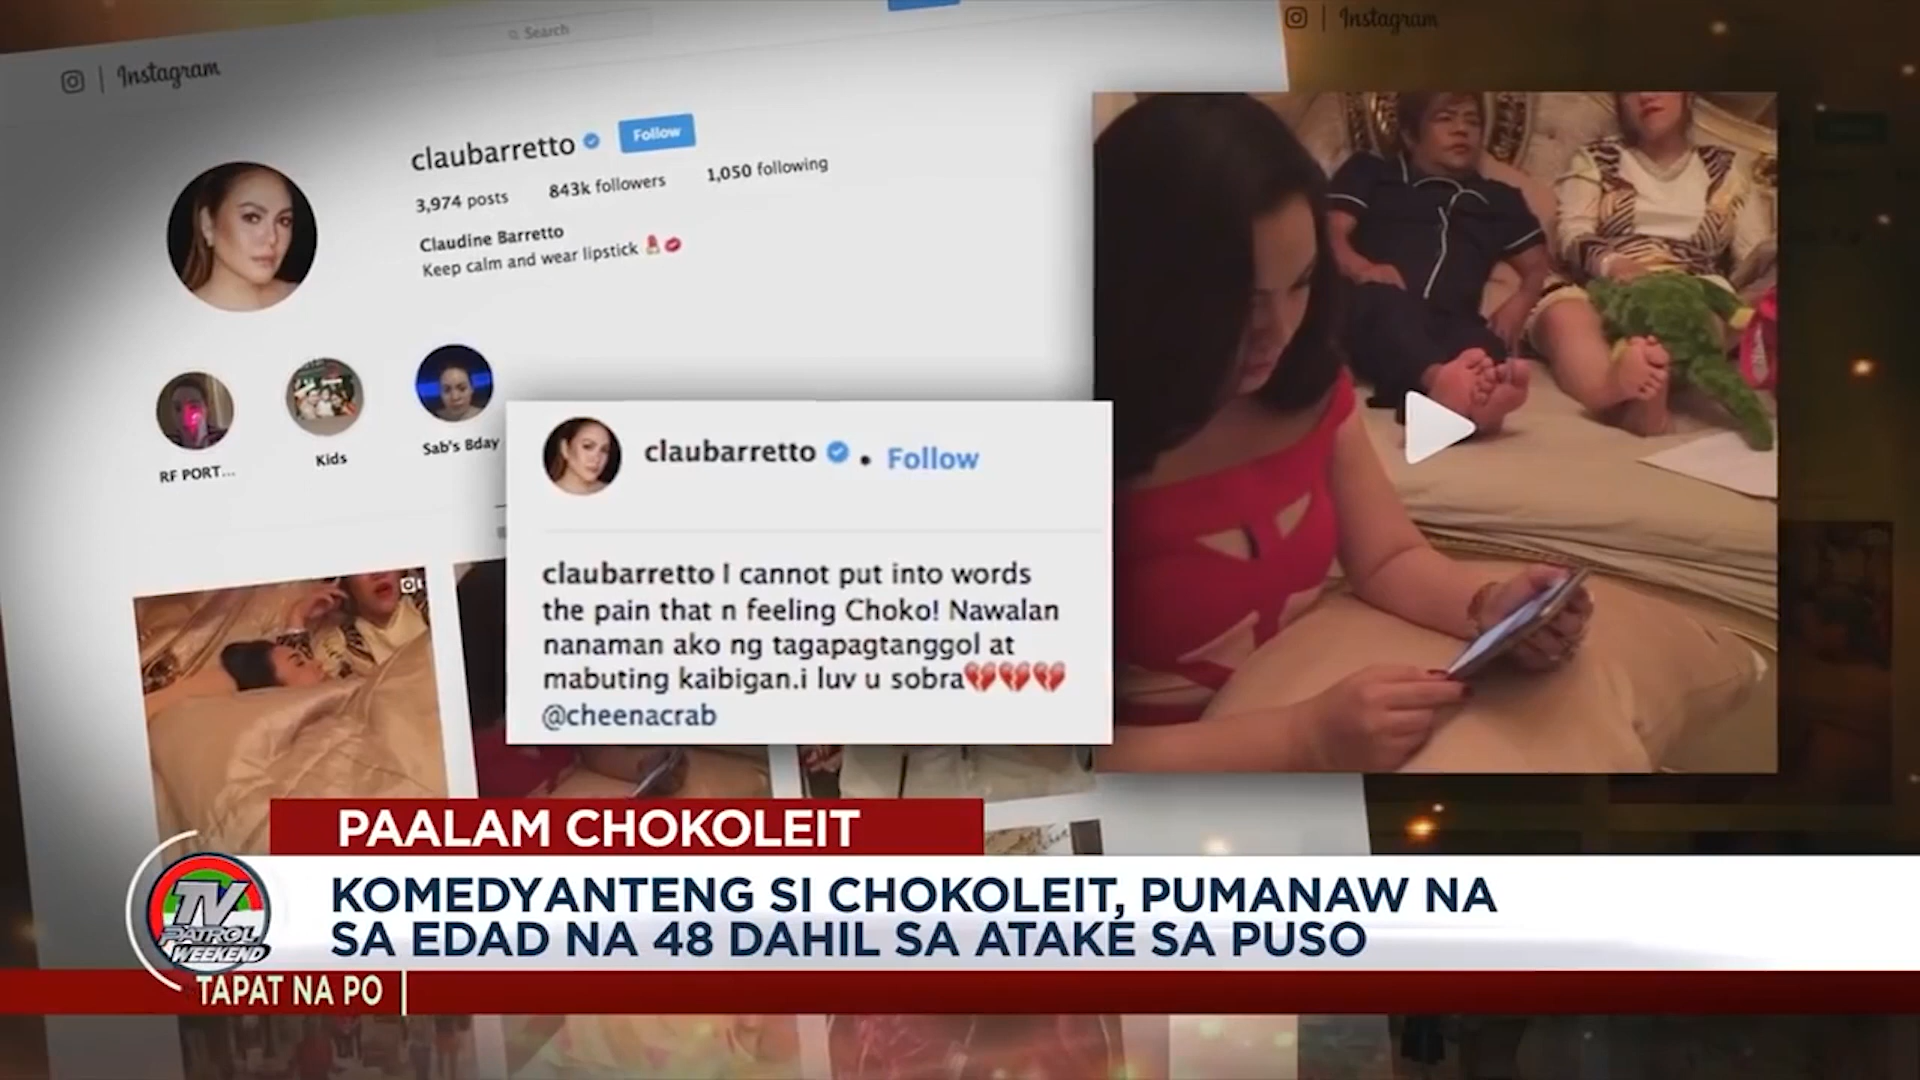 Instagram
Search
Instagram
claubarretto Follow
3,974 posts 843k followers 1,050 following
Claudine Barretto
Keep calm and wear lipstick 💄💋
RF PORT...
Kids
Sab's Bday
claubarretto • Follow
claubarretto I cannot put into words
the pain that n feeling Choko! Nawalan
nanaman ako ng tagapagtanggol at
mabuting kaibigan.i luv u sobra💔💔💔
@cheenacrab
PAALAM CHOKOLEIT
KOMEDYANTENG SI CHOKOLEIT, PUMANAW NA
SA EDAD NA 48 DAHIL SA ATAKE SA PUSO
TV
PATROL
WEEKEND
TAPAT NA PO